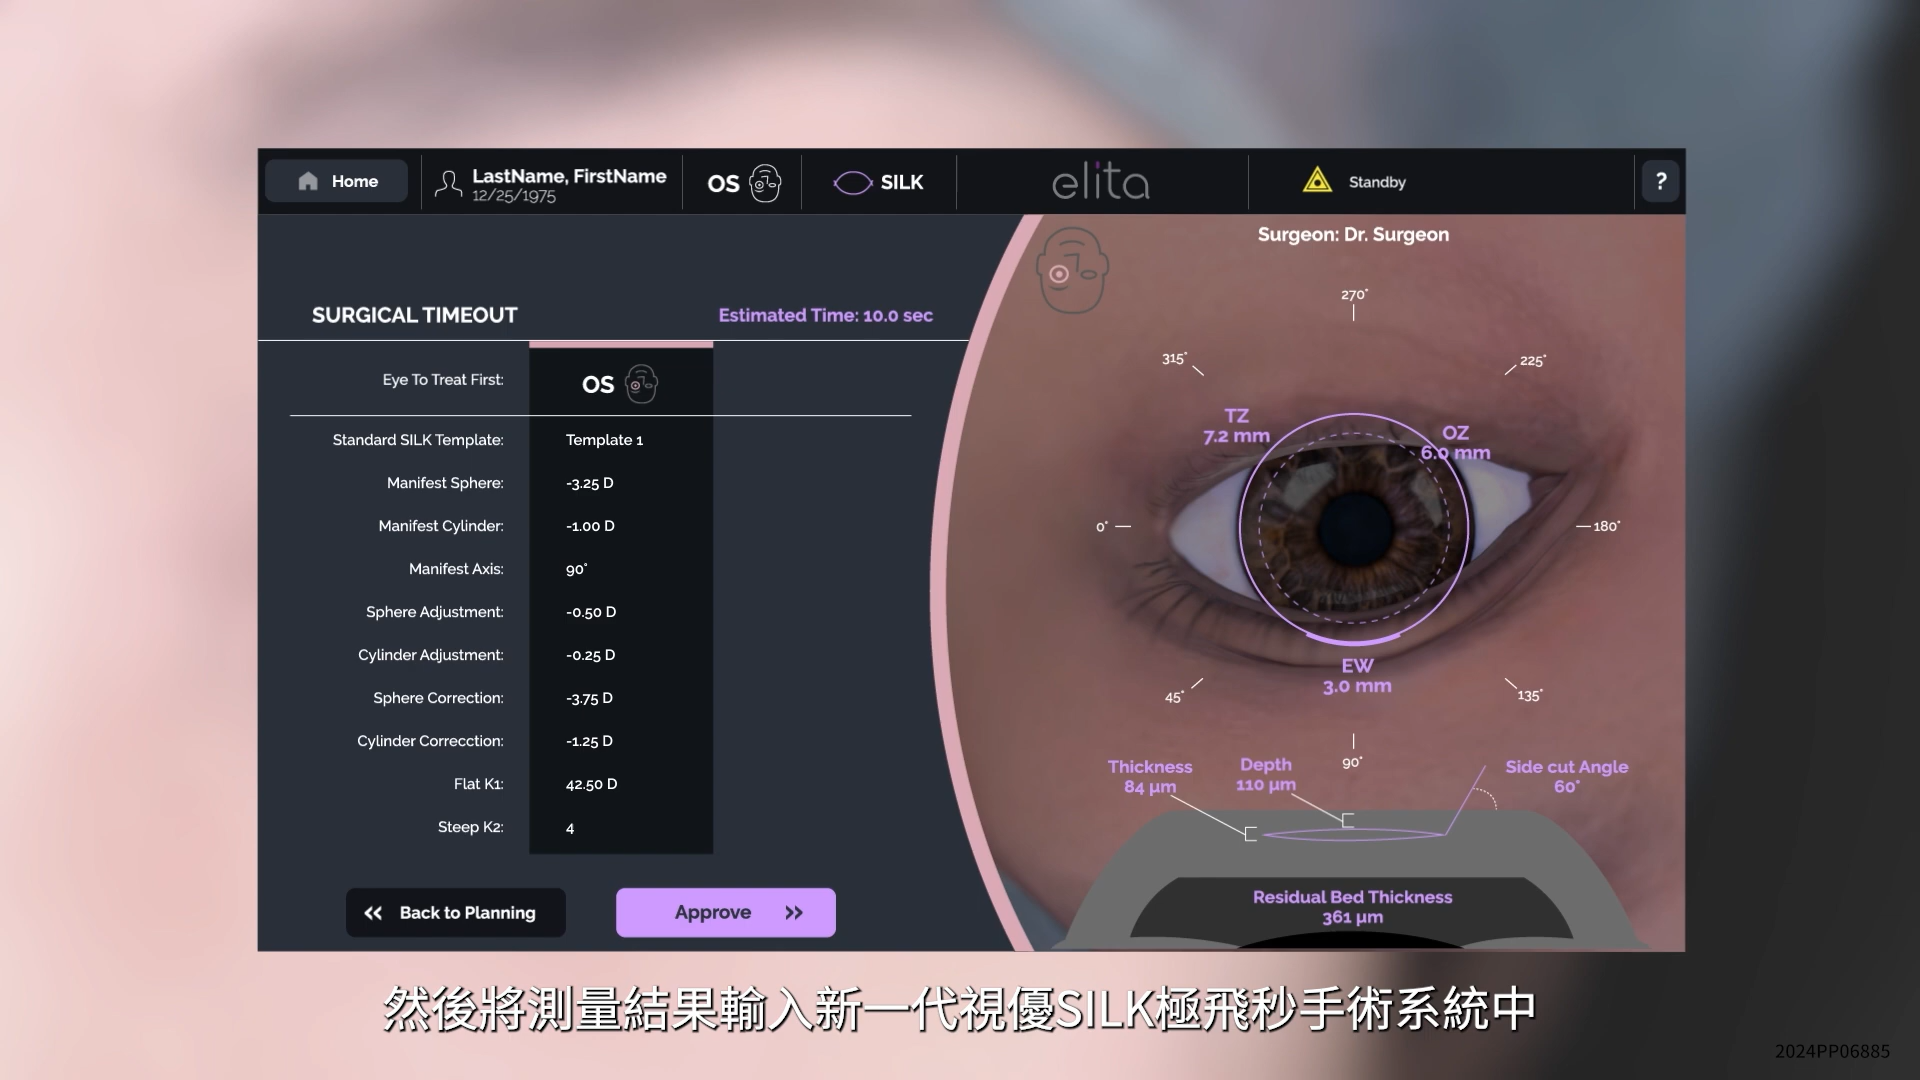 Home
LastName, FirstName
12/25/1975
OS
SILK
elita
Standby
?
SURGICAL TIMEOUT
Estimated Time: 10.0 sec
Eye To Treat First:
OS
Standard SILK Template:
Template 1
Manifest Sphere:
-3.25 D
Manifest Cylinder:
-1.00 D
Manifest Axis:
90°
Sphere Adjustment:
-0.50 D
Cylinder Adjustment:
-0.25 D
Sphere Correction:
-3.75 D
Cylinder Correcction:
-1.25 D
Flat K1:
42.50 D
Steep K2:
4
<< Back to Planning
Approve >>
Surgeon: Dr. Surgeon
270°
315°
225°
TZ
7.2 mm
OZ
6.0 mm
0°
180°
EW
3.0 mm
45°
135°
90°
Thickness
84 µm
Depth
110 µm
Side cut Angle
60°
Residual Bed Thickness
361 µm
然後將測量結果輸入新一代視優SILK極飛秒手術系統中
2024PP06885